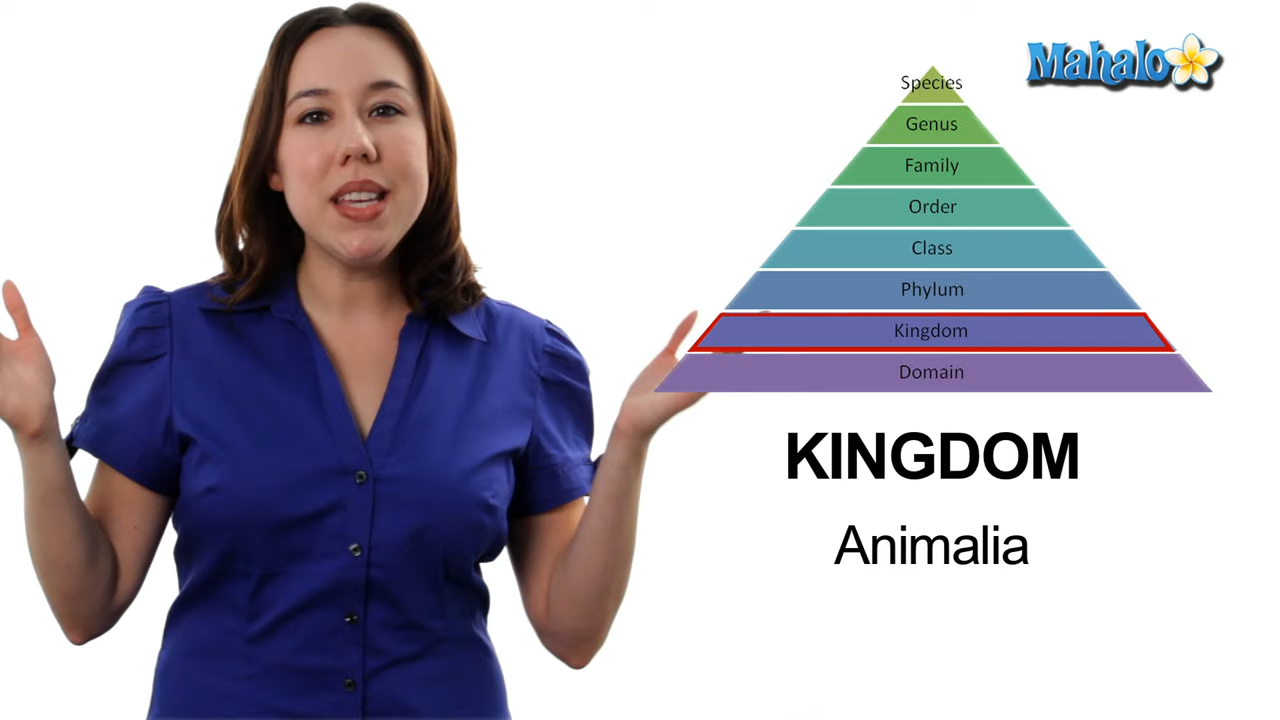 Mahalo
Species
Genus
Family
Order
Class
Phylum
Kingdom
Domain
KINGDOM
Animalia